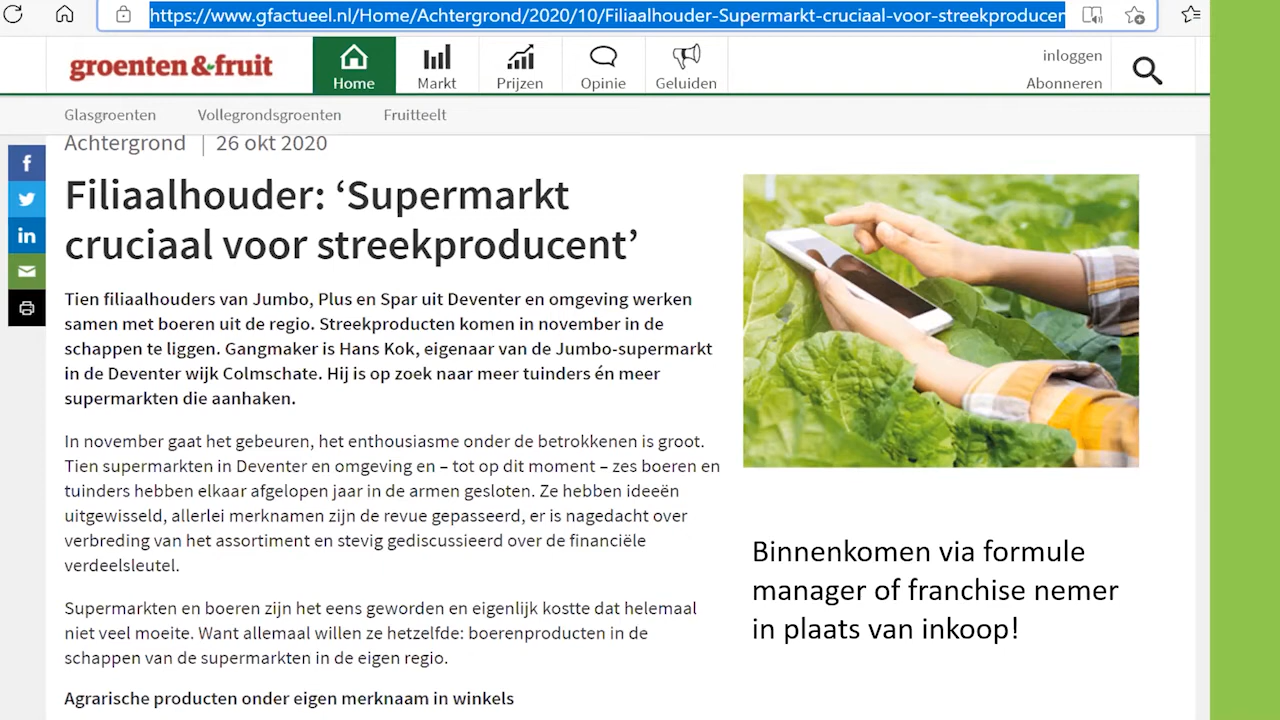 https://www.gfactueel.nl/Home/Achtergrond/2020/10/Filiaalhouder-Supermarkt-cruciaal-voor-streekproducen
groenten&fruit
Home
Markt
Prijzen
Opinie
Geluiden
inloggen
Abonneren
Glasgroenten
Vollegrondsgroenten
Fruitteelt
Achtergrond | 26 okt 2020
Filiaalhouder: ‘Supermarkt
cruciaal voor streekproducent’
Tien filiaalhouders van Jumbo, Plus en Spar uit Deventer en omgeving werken
samen met boeren uit de regio. Streekproducten komen in november in de
schappen te liggen. Gangmaker is Hans Kok, eigenaar van de Jumbo-supermarkt
in de Deventer wijk Colmschate. Hij is op zoek naar meer tuinders én meer
supermarkten die aanhaken.
In november gaat het gebeuren, het enthousiasme onder de betrokkenen is groot.
Tien supermarkten in Deventer en omgeving en – tot op dit moment – zes boeren en
tuinders hebben elkaar afgelopen jaar in de armen gesloten. Ze hebben ideeën
uitgewisseld, allerlei merknamen zijn de revue gepasseerd, er is nagedacht over
verbreding van het assortiment en stevig gediscussieerd over de financiële
verdeelsleutel.
Supermarkten en boeren zijn het eens geworden en eigenlijk kostte dat helemaal
niet veel moeite. Want allemaal willen ze hetzelfde: boerenproducten in de
schappen van de supermarkten in de eigen regio.
Agrarische producten onder eigen merknaam in winkels
Binnenkomen via formule
manager of franchise nemer
in plaats van inkoop!